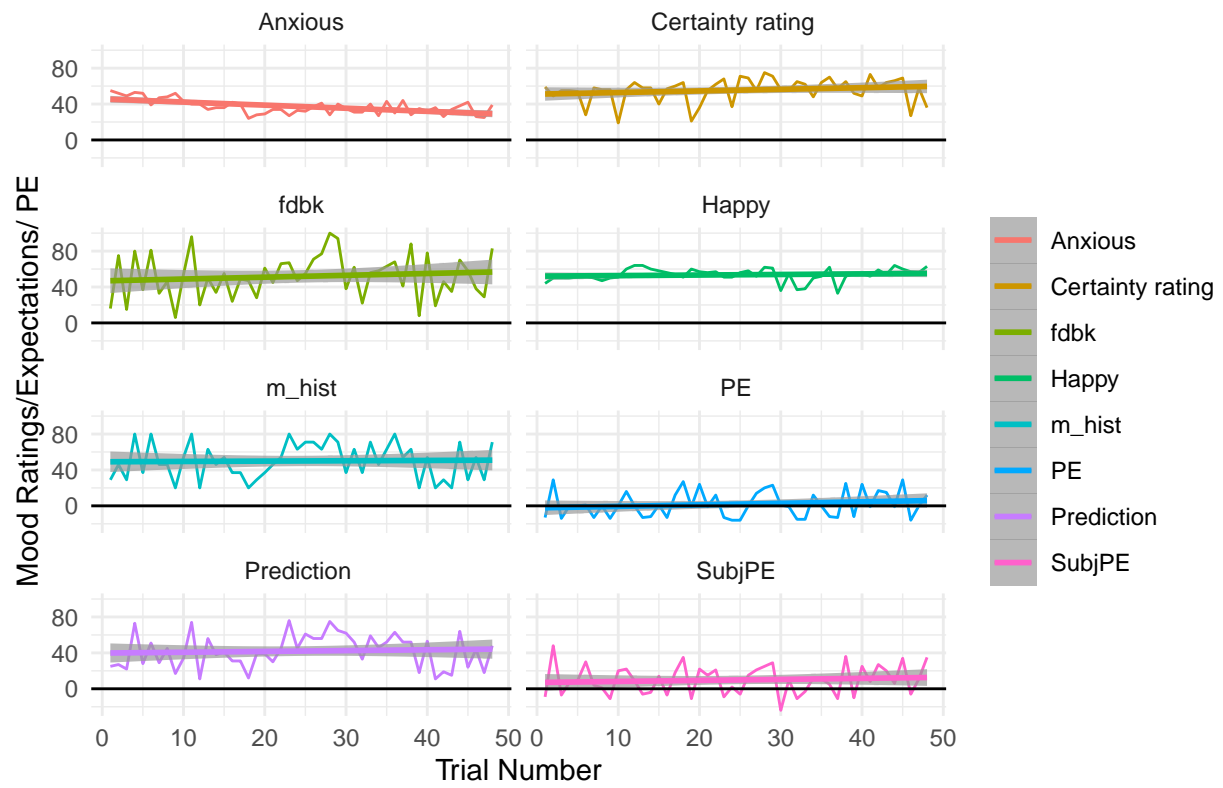 Anxious
Certainty rating
80
40
0
fdbk
Happy
80
40
0
m_hist
PE
80
40
0
Prediction
SubjPE
80
40
0
0 10 20 30 40 50
0 10 20 30 40 50
Trial Number
Mood Ratings/Expectations/ PE
Anxious
Certainty rating
fdbk
Happy
m_hist
PE
Prediction
SubjPE